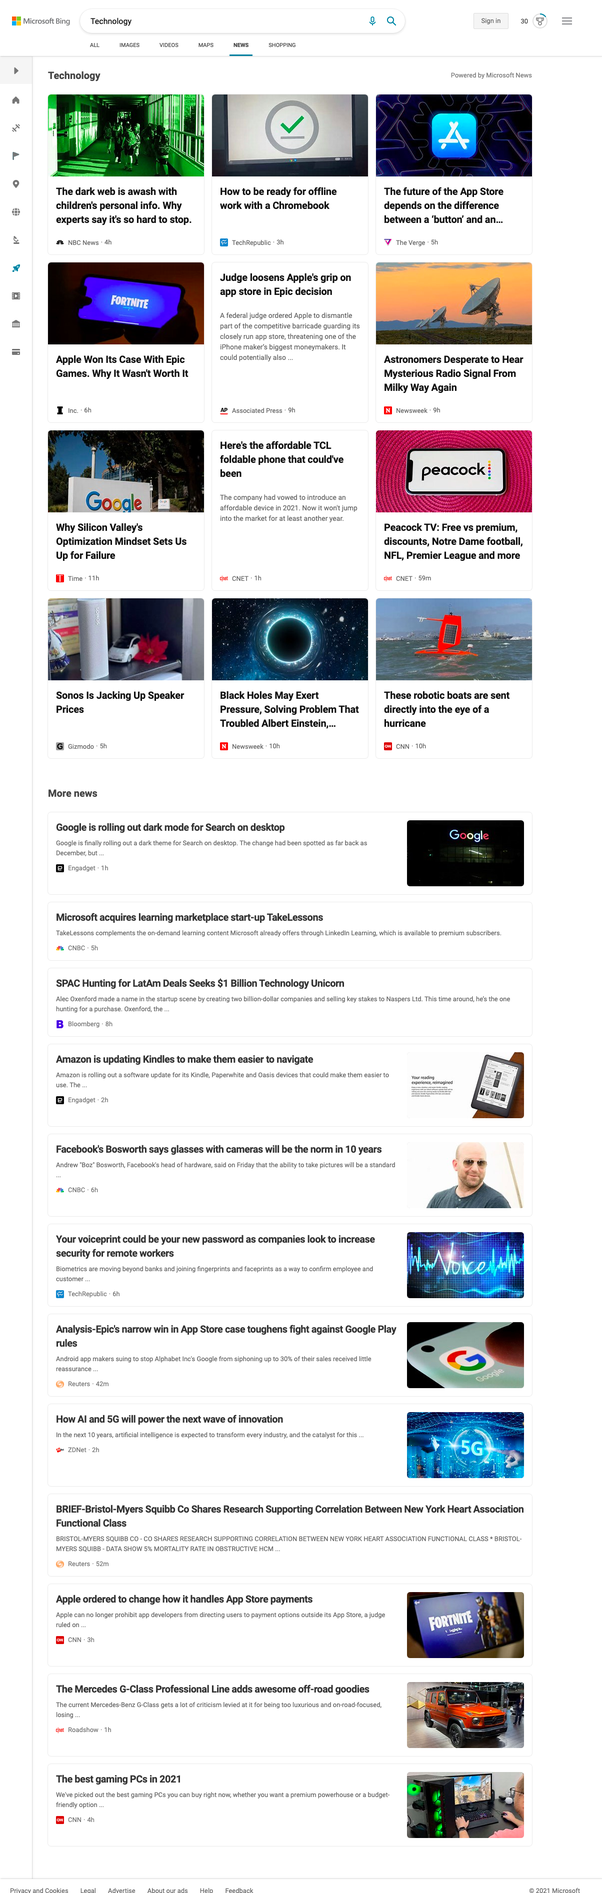 Microsoft Bing
Technology
Sign in
30
ALL
IMAGES
VIDEOS
MAPS
NEWS
SHOPPING
Technology
Powered by Microsoft News
The dark web is awash with
children's personal info. Why
experts say it's so hard to stop.
NBC News · 4h
How to be ready for offline
work with a Chromebook
TechRepublic · 3h
The future of the App Store
depends on the difference
between a 'button' and an...
The Verge · 5h
FORTNITE
Apple Won Its Case With Epic
Games. Why It Wasn't Worth It
Inc. · 6h
Judge loosens Apple's grip on
app store in Epic decision
A federal judge ordered Apple to dismantle
part of the competitive barricade guarding its
closely run app store, threatening one of the
iPhone maker's biggest moneymakers. It
could potentially also ...
AP
Associated Press · 9h
Astronomers Desperate to Hear
Mysterious Radio Signal From
Milky Way Again
N
Newsweek · 9h
Google
Why Silicon Valley's
Optimization Mindset Sets Us
Up for Failure
Time · 11h
Here's the affordable TCL
foldable phone that could've
been
The company had vowed to introduce an
affordable device in 2021. Now it won't jump
into the market for at least another year.
CNET · 1h
peacock
Peacock TV: Free vs premium,
discounts, Notre Dame football,
NFL, Premier League and more
CNET · 59m
Sonos Is Jacking Up Speaker
Prices
G
Gizmodo · 5h
Black Holes May Exert
Pressure, Solving Problem That
Troubled Albert Einstein,...
N
Newsweek · 10h
These robotic boats are sent
directly into the eye of a
hurricane
CNN · 10h
More news
Google is rolling out dark mode for Search on desktop
Google is finally rolling out a dark theme for Search on desktop. The change had been spotted as far back as
December, but ...
Engadget · 1h
Google
Microsoft acquires learning marketplace start-up TakeLessons
TakeLessons complements the on-demand learning content Microsoft already offers through LinkedIn Learning, which is available to premium subscribers.
CNBC · 5h
SPAC Hunting for LatAm Deals Seeks $1 Billion Technology Unicorn
Alec Oxenford made a name in the startup scene by creating two billion-dollar companies and selling key stakes to Naspers Ltd. This time around, he's the one
hunting for a purchase. Oxenford, the ...
B
Bloomberg · 8h
Amazon is updating Kindles to make them easier to navigate
Amazon is rolling out a software update for its Kindle, Paperwhite and Oasis devices that could make them easier to
use. The ...
Engadget · 2h
Your reading
experience, reimagined
Facebook's Bosworth says glasses with cameras will be the norm in 10 years
Andrew "Boz" Bosworth, Facebook's head of hardware, said on Friday that the ability to take pictures will be a standard
...
CNBC · 6h
Your voiceprint could be your new password as companies look to increase
security for remote workers
Biometrics are moving beyond banks and joining fingerprints and faceprints as a way to confirm employee and
customer ...
TechRepublic · 6h
Voice
Analysis-Epic's narrow win in App Store case toughens fight against Google Play
rules
Android app makers suing to stop Alphabet Inc's Google from siphoning up to 30% of their sales received little
reassurance ...
Reuters · 42m
Google
How AI and 5G will power the next wave of innovation
In the next 10 years, artificial intelligence is expected to transform every industry, and the catalyst for this ...
ZDNet · 2h
5G
BRIEF-Bristol-Myers Squibb Co Shares Research Supporting Correlation Between New York Heart Association
Functional Class
BRISTOL-MYERS SQUIBB CO - CO SHARES RESEARCH SUPPORTING CORRELATION BETWEEN NEW YORK HEART ASSOCIATION FUNCTIONAL CLASS * BRISTOL-
MYERS SQUIBB - DATA SHOW 5% MORTALITY RATE IN OBSTRUCTIVE HCM ...
Reuters · 52m
Apple ordered to change how it handles App Store payments
Apple can no longer prohibit app developers from directing users to payment options outside its App Store, a judge
ruled on ...
CNN · 3h
FORTNITE
The Mercedes G-Class Professional Line adds awesome off-road goodies
The current Mercedes-Benz G-Class gets a lot of criticism levied at it for being too luxurious and on-road-focused,
losing ...
Roadshow · 1h
The best gaming PCs in 2021
We've picked out the best gaming PCs you can buy right now, whether you want a premium powerhouse or a budget-
friendly option ...
CNN · 4h
Privacy and Cookies
Legal
Advertise
About our ads
Help
Feedback
© 2021 Microsoft